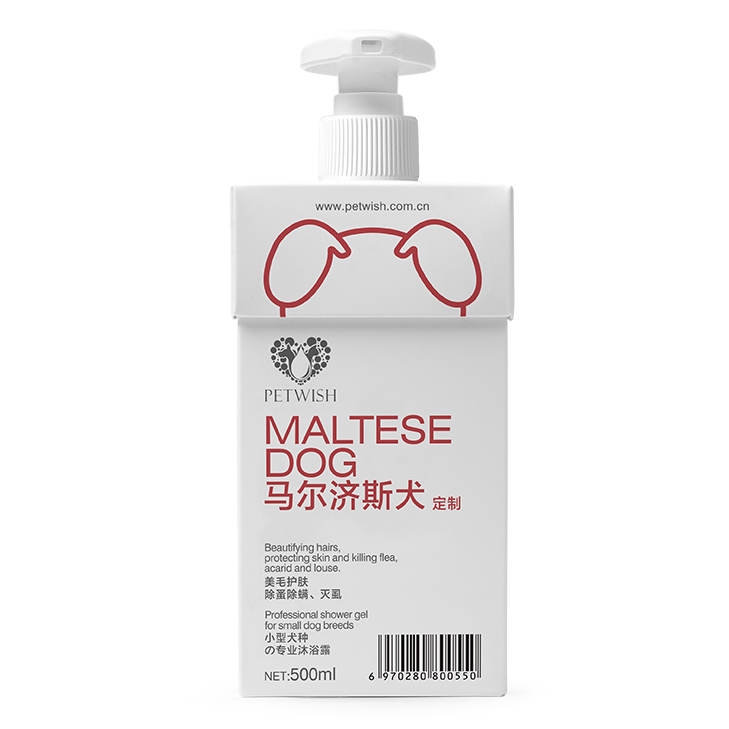 www.petwish.com.cn
PETWISH
MALTESE
DOG
马尔济斯犬 定制
Beautifying hairs,
protecting skin and killing flea,
acarid and louse.
美毛护肤
除蚤除螨、灭虱
Professional shower gel
for small dog breeds
小型犬种
の专业沐浴露
NET:500ml
6 970280 800550